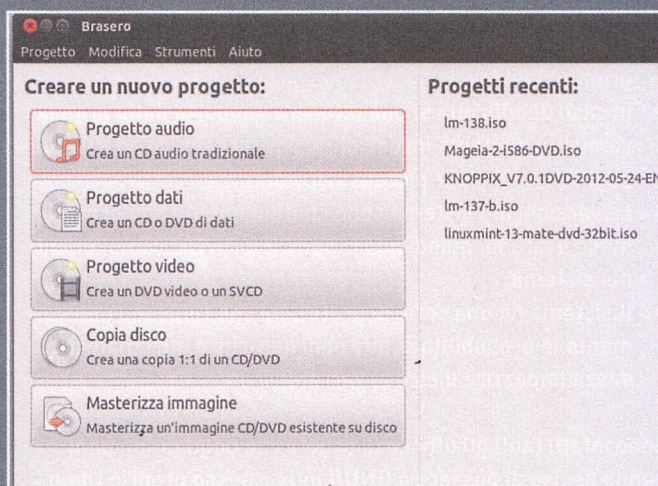 Brasero
Progetto Modifica Strumenti Aiuto
Creare un nuovo progetto:
Progetto audio
Crea un CD audio tradizionale
Progetto dati
Crea un CD o DVD di dati
Progetto video
Crea un DVD video o un SVCD
Copia disco
Crea una copia 1:1 di un CD/DVD
Masterizza immagine
Masterizza un'immagine CD/DVD esistente su disco
Progetti recenti:
lm-138.iso
Mageia-2-i586-DVD.iso
KNOPPIX_V7.0.1DVD-2012-05-24-EN
lm-137-b.iso
linuxmint-13-mate-dvd-32bit.iso